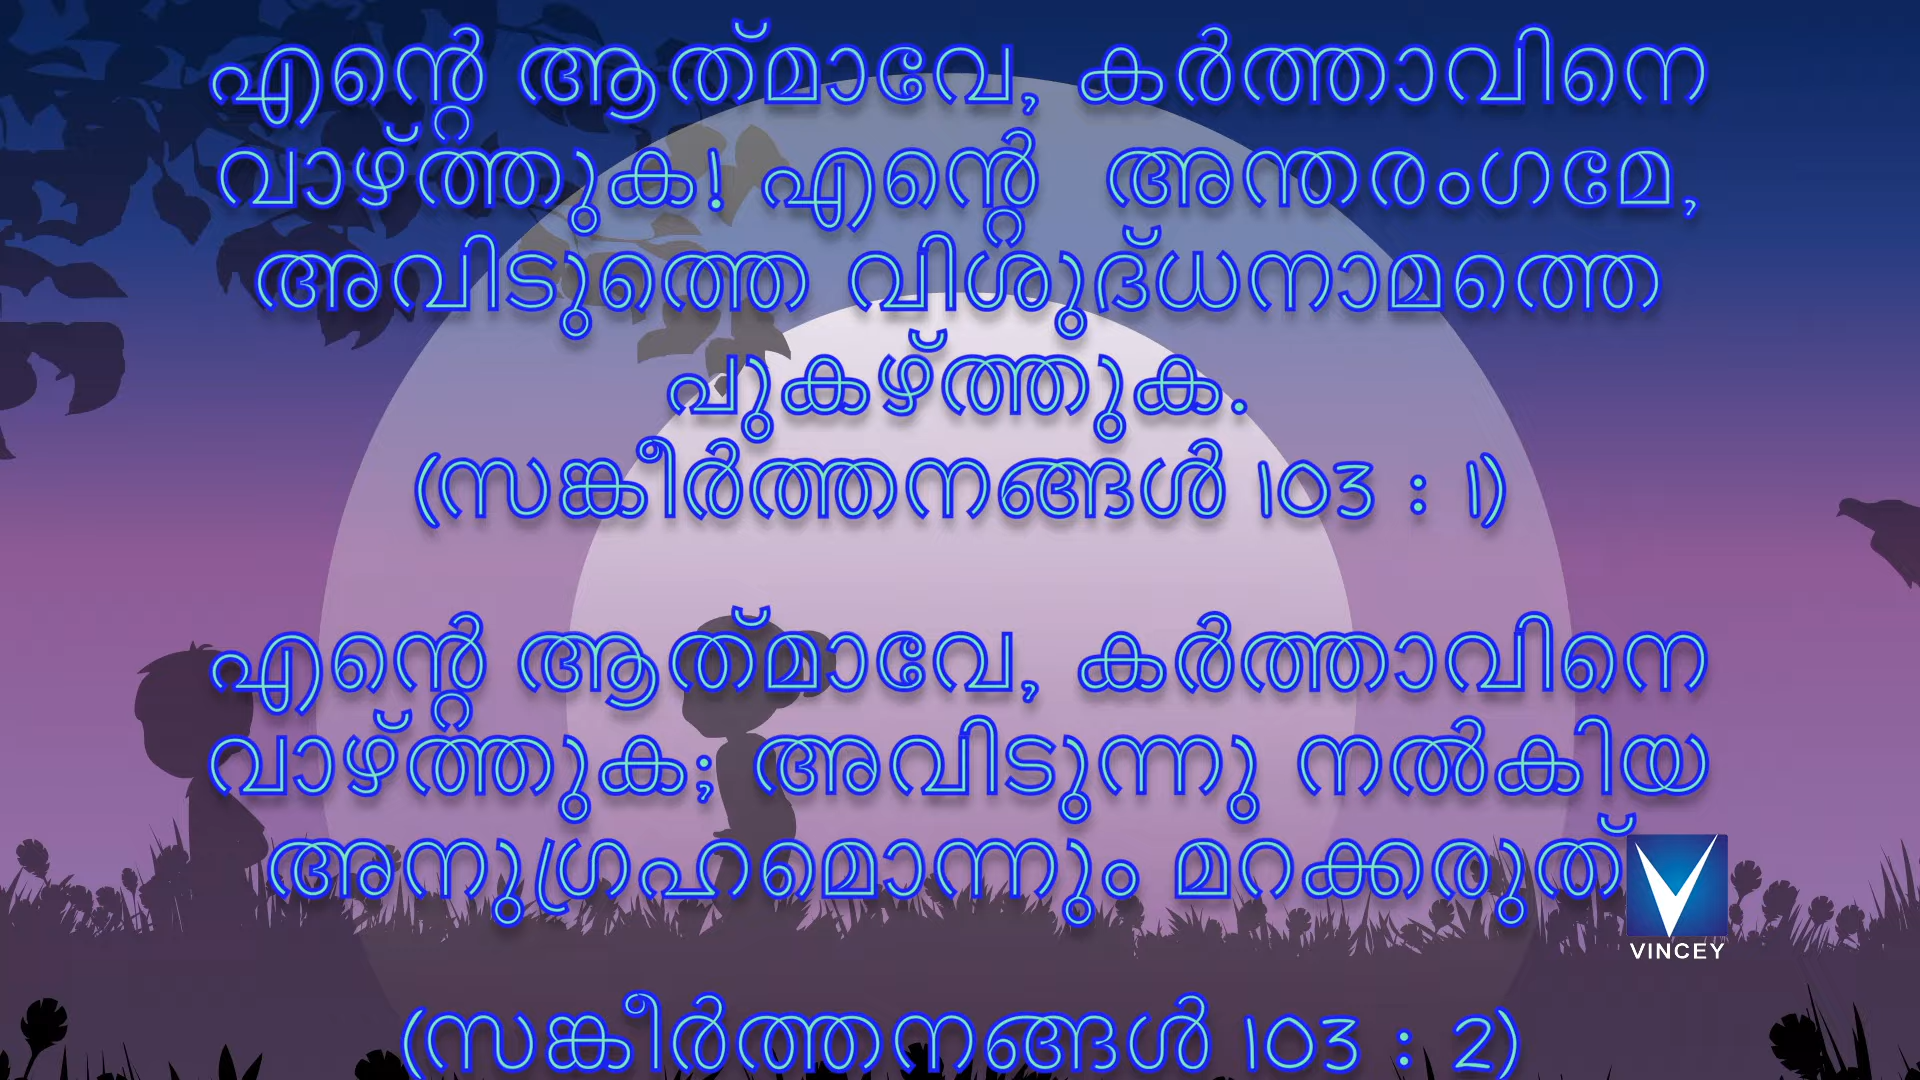 എന്റെ ആത്‌മാവേ, കർത്താവിനെ
വാഴ്ത്തുക! എന്റെ അന്തരംഗമേ,
അവിടുത്തെ വിശുദ്‌ധനാമത്തെ
പുകഴ്ത്തുക.
(സങ്കീർത്തനങ്ങൾ 103 : 1)
എന്റെ ആത്‌മാവേ, കർത്താവിനെ
വാഴ്ത്തുക; അവിടുന്നു നൽകിയ
അനുഗ്രഹമൊന്നും മറക്കരുത്
VINCEY
(സങ്കീർത്തനങ്ങൾ 103 : 2)